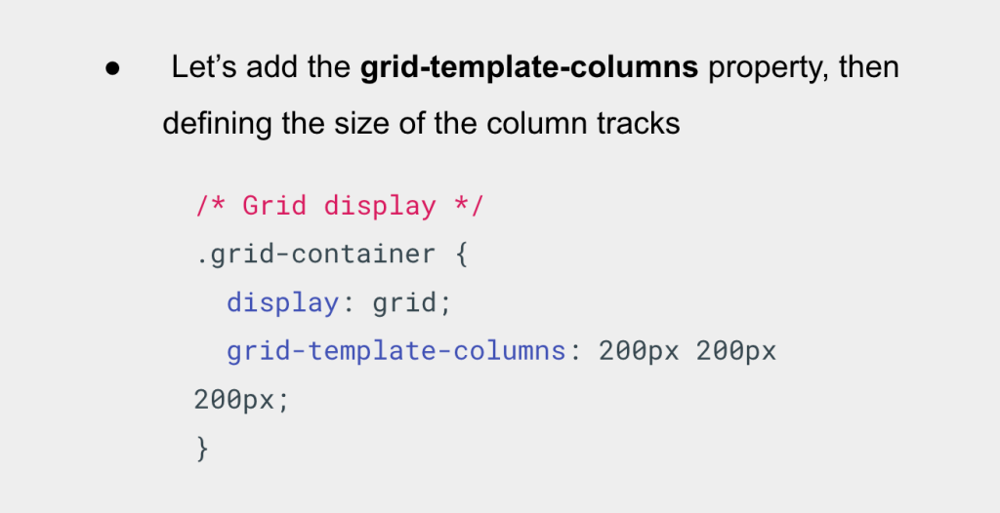 ● Let’s add the grid-template-columns property, then
defining the size of the column tracks
/* Grid display */
.grid-container {
display: grid;
grid-template-columns: 200px 200px
200px;
}